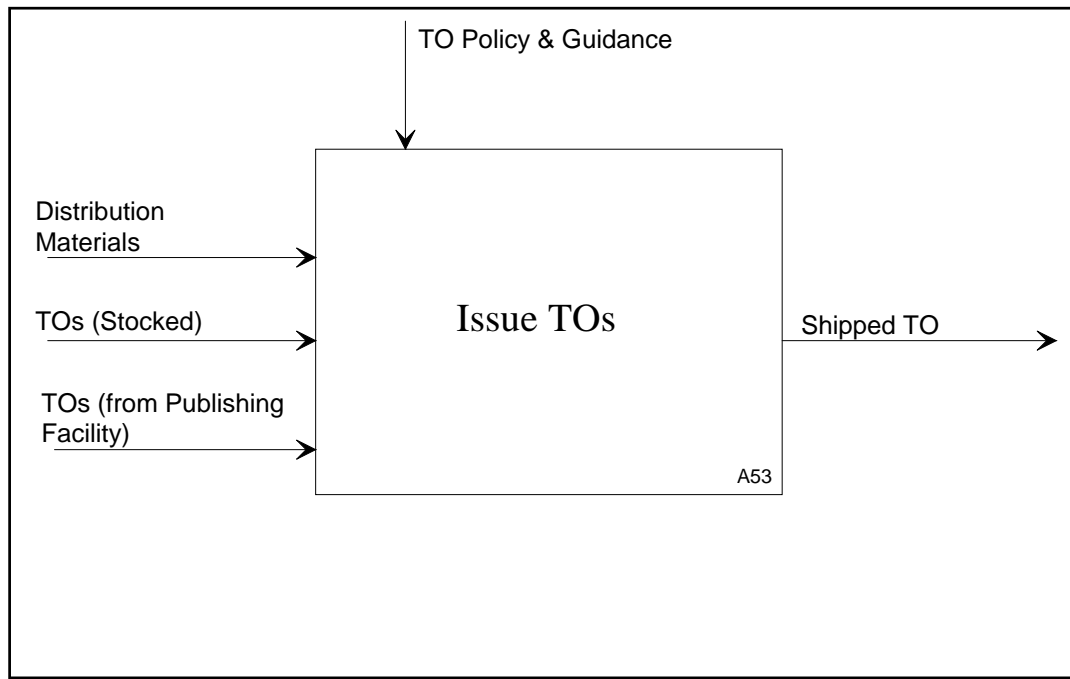 TO Policy & Guidance
Distribution
Materials
TOs (Stocked)
TOs (from Publishing
Facility)
Issue TOs
Shipped TO
A53